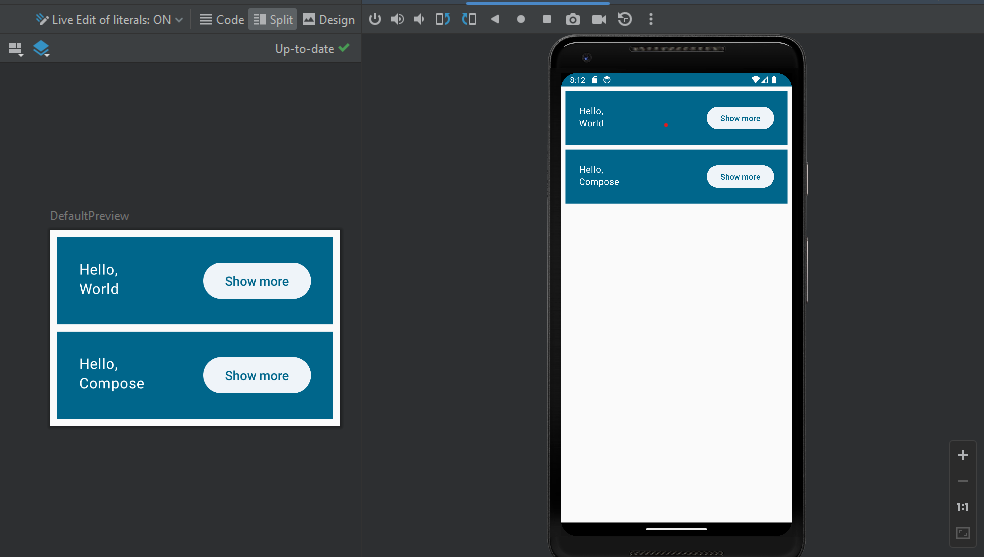 Live Edit of literals: ON
Code
Split
Design
Up-to-date
8:12
Hello,
World
Show more
Hello,
Compose
Show more
DefaultPreview
Hello,
World
Show more
Hello,
Compose
Show more
1:1